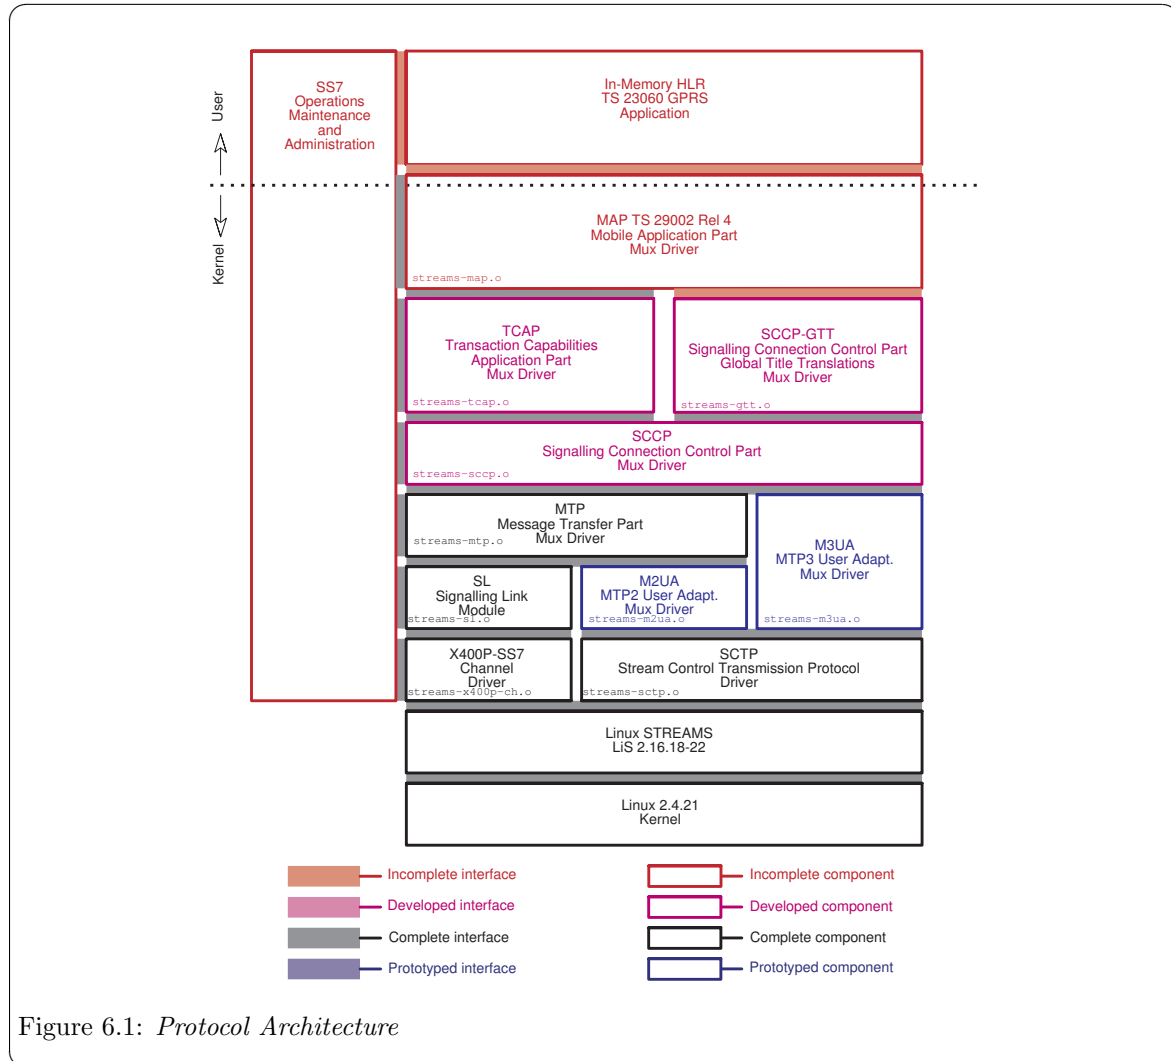 User
Kernel
SS7
Operations
Maintenance
and
Administration
In-Memory HLR
TS 23060 GPRS
Application
MAP TS 29002 Rel 4
Mobile Application Part
Mux Driver
streams-map.o
TCAP
Transaction Capabilities
Application Part
Mux Driver
streams-tcap.o
SCCP-GTT
Signalling Connection Control Part
Global Title Translations
Mux Driver
streams-gtt.o
SCCP
Signalling Connection Control Part
Mux Driver
streams-sccp.o
MTP
Message Transfer Part
Mux Driver
streams-mtp.o
M3UA
MTP3 User Adapt.
Mux Driver
streams-m3ua.o
SL
Signalling Link
Module
streams-sl.o
M2UA
MTP2 User Adapt.
Mux Driver
streams-m2ua.o
X400P-SS7
Channel
Driver
streams-x400p-ch.o
SCTP
Stream Control Transmission Protocol
Driver
streams-sctp.o
Linux STREAMS
LiS 2.16.18-22
Linux 2.4.21
Kernel
Incomplete interface
Developed interface
Complete interface
Prototyped interface
Incomplete component
Developed component
Complete component
Prototyped component
Figure 6.1: Protocol Architecture